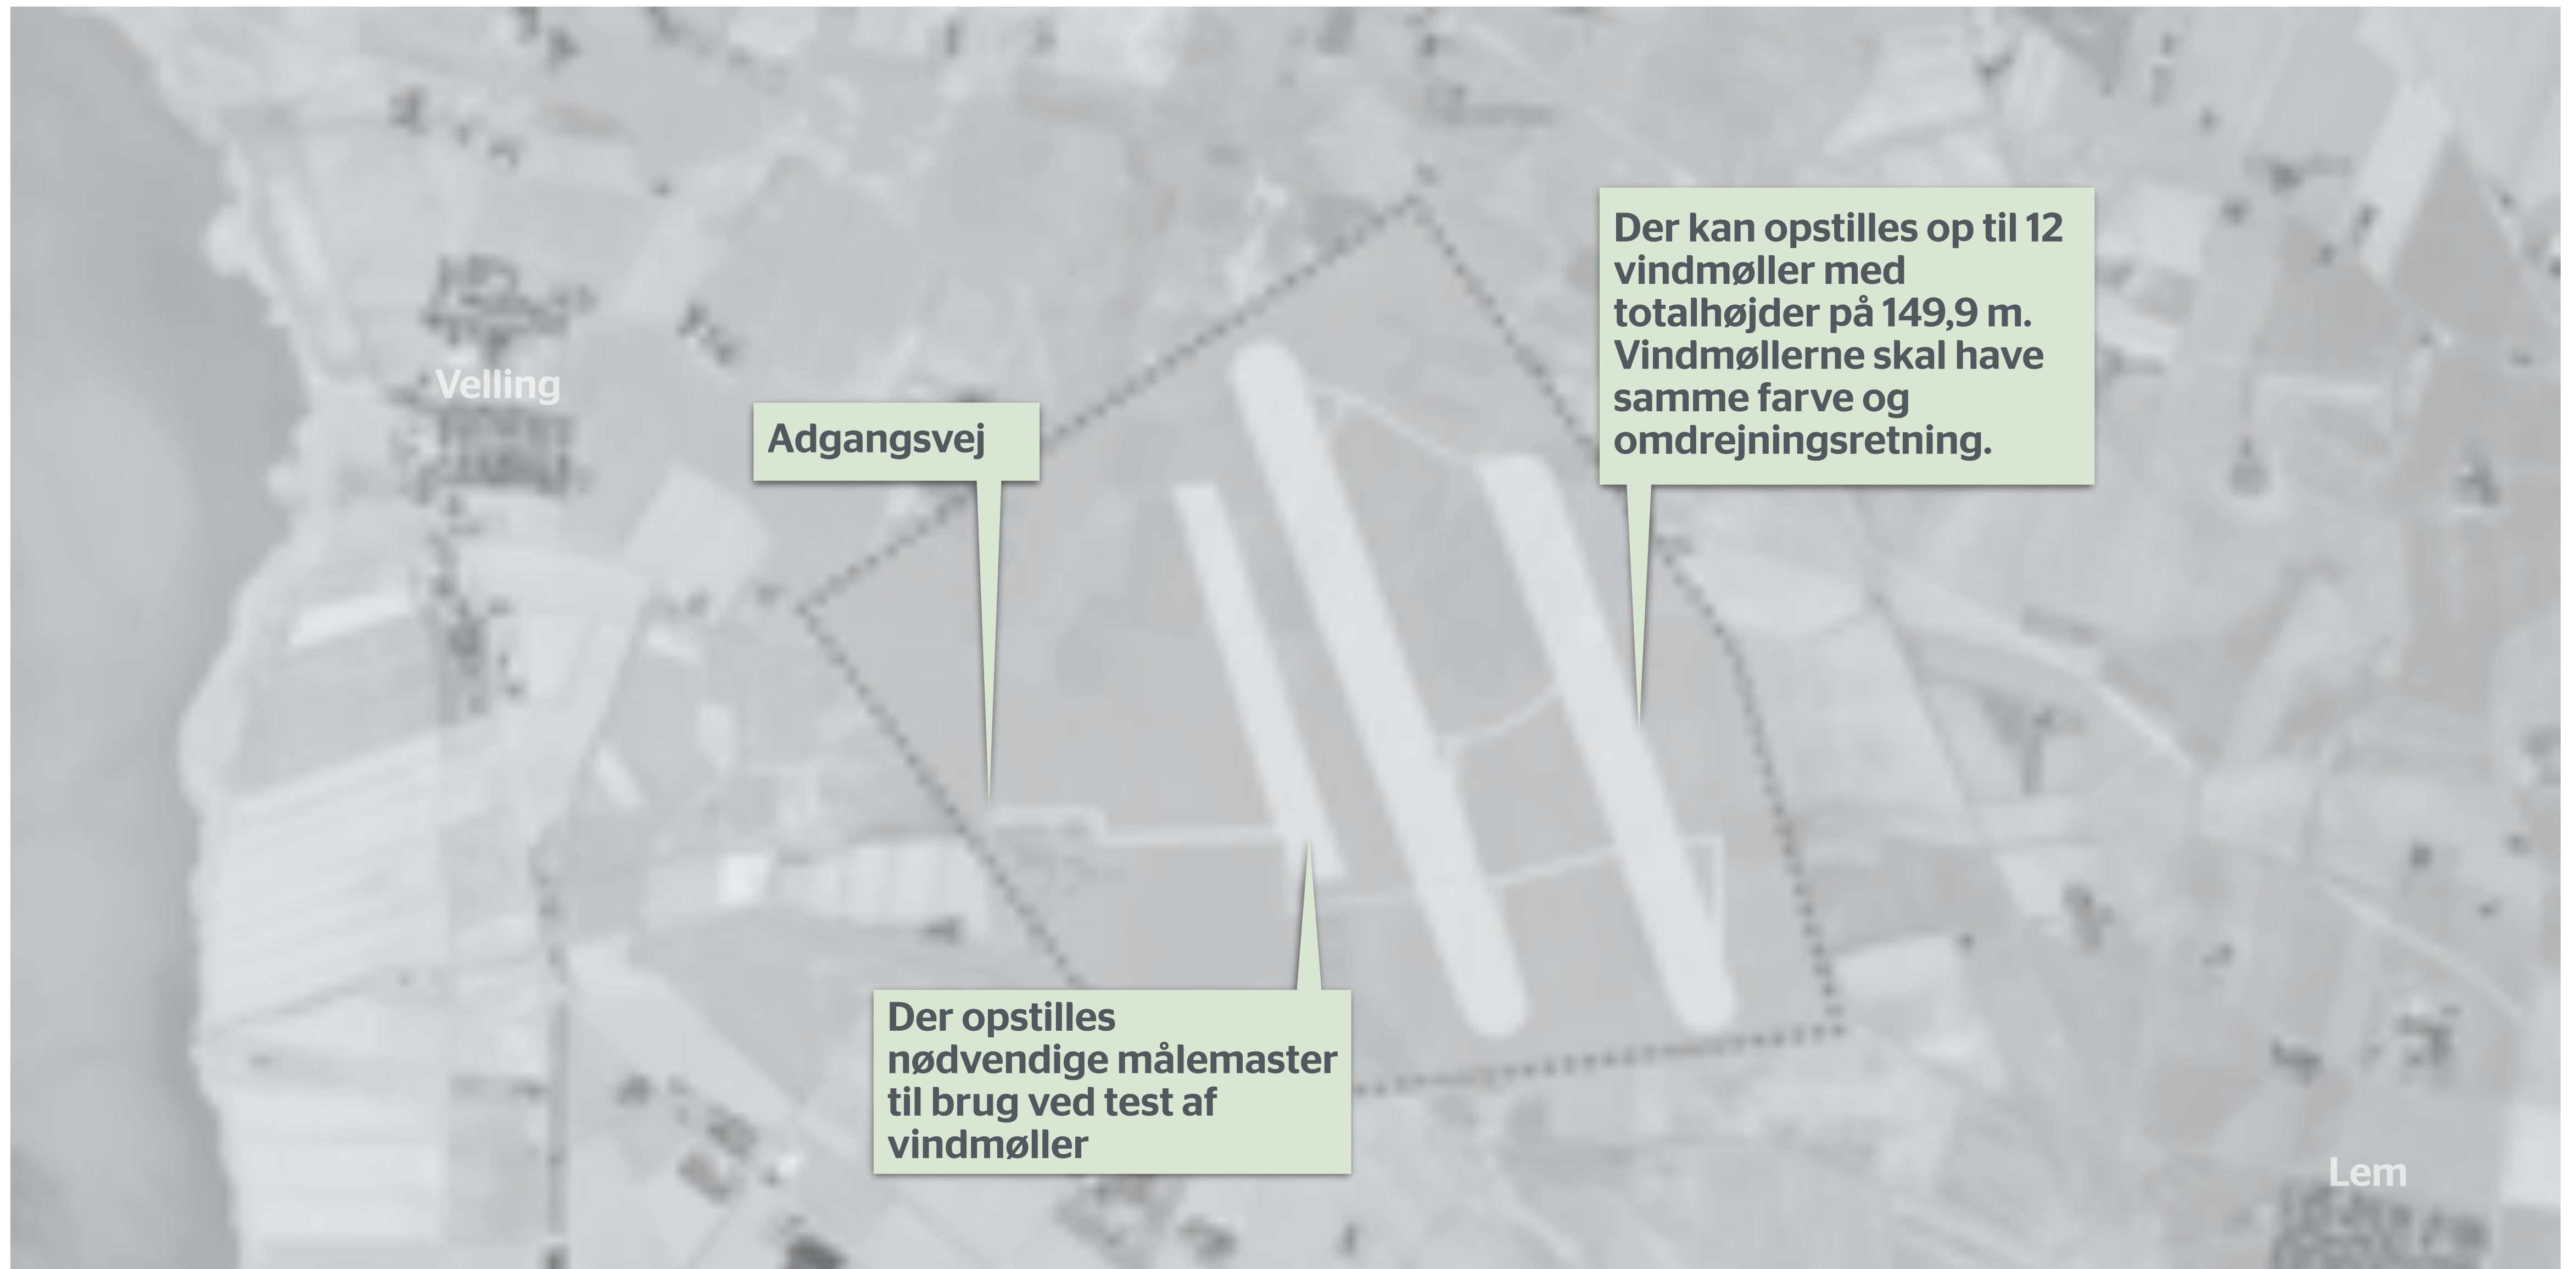 Der kan opstilles op til 12
vindmøller med
totalhøjder på 149,9 m.
Vindmøllerne skal have
samme farve og
omdrejningsretning.
Velling
Adgangsvej
Der opstilles
nødvendige målemaster
til brug ved test af
vindmøller
Lem